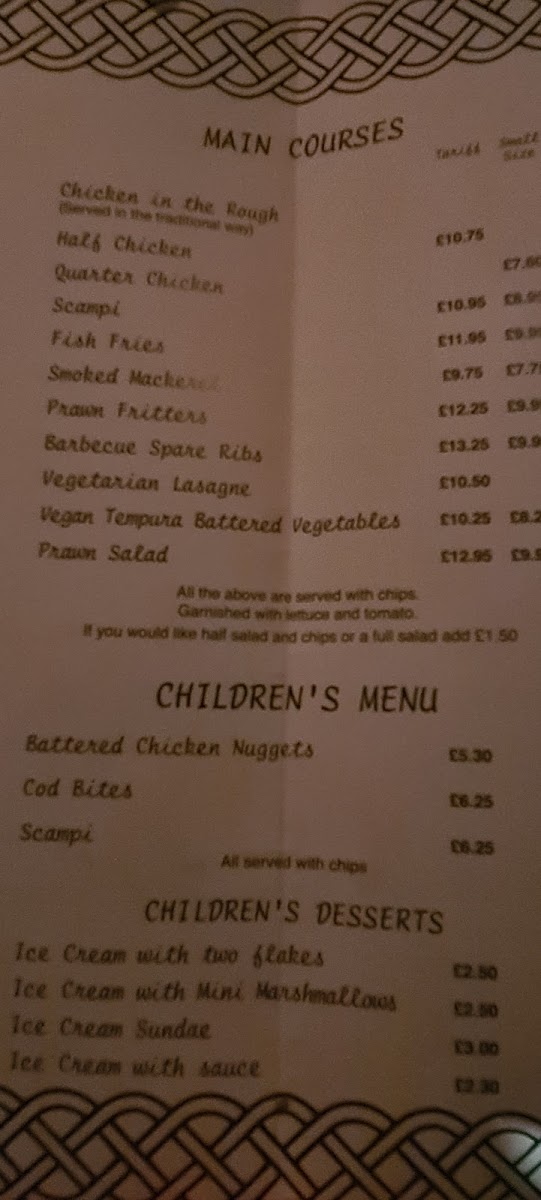 MAIN COURSES
Tariff Small Size
Chicken in the Rough
(Served in the traditional way)
Half Chicken £10.75
Quarter Chicken
Scampi £10.95
Fish Fries £11.95
Smoked Mackerel £9.75
Prawn Fritters £12.25
Barbecue Spare Ribs £13.25
Vegetarian Lasagne £10.50
Vegan Tempura Battered Vegetables £10.25
Prawn Salad £12.95
All the above are served with chips.
Garnished with lettuce and tomato.
If you would like half salad and chips or a full salad add £1.50
CHILDREN'S MENU
Battered Chicken Nuggets £5.30
Cod Bites £6.25
Scampi £6.25
All served with chips
CHILDREN'S DESSERTS
Ice Cream with two flakes £2.50
Ice Cream with Mini Marshmallows £2.50
Ice Cream Sundae £3.00
Ice Cream with sauce £2.30